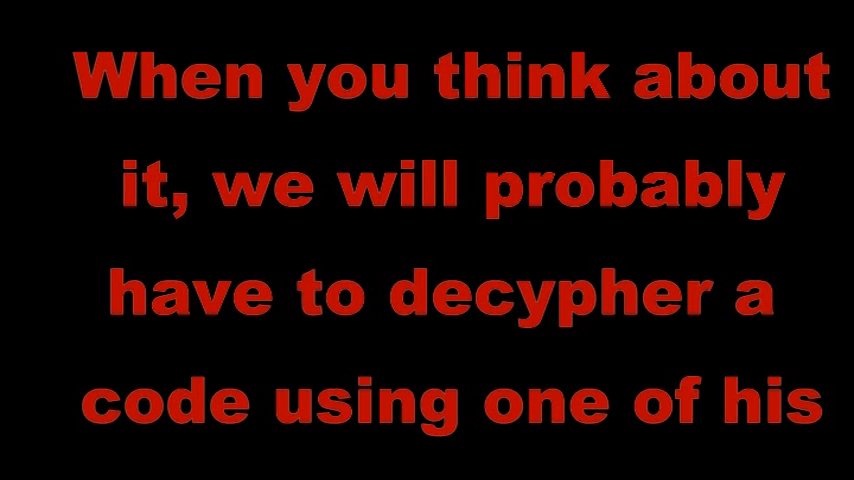 When you think about
it, we will probably
have to decypher a
code using one of his